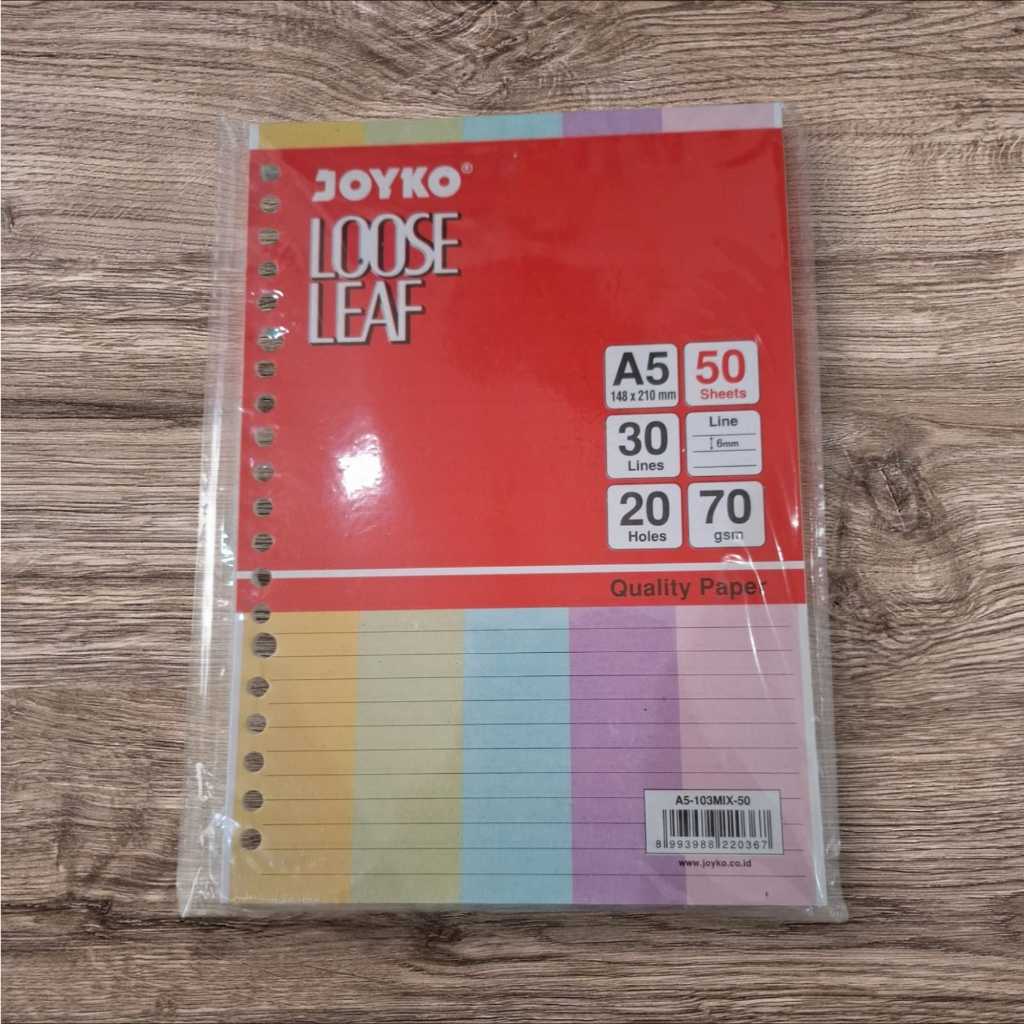 JOYKO®
LOOSE
LEAF
A5
148 x 210 mm
50
Sheets
30
Lines
Line
6mm
20
Holes
70
gsm
Quality Paper
A5-103MIX-50
8 993988 220367
www.joyko.co.id